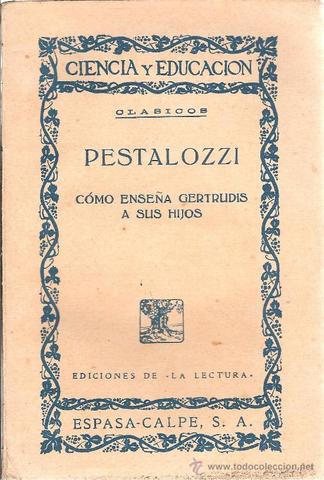 CIENCIA Y EDUCACION
CLASICOS
PESTALOZZI
CÓMO ENSEÑA GERTRUDIS
A SUS HIJOS
EDICIONES DE «LA LECTURA»
ESPASA-CALPE, S. A.
www.todocoleccion.net